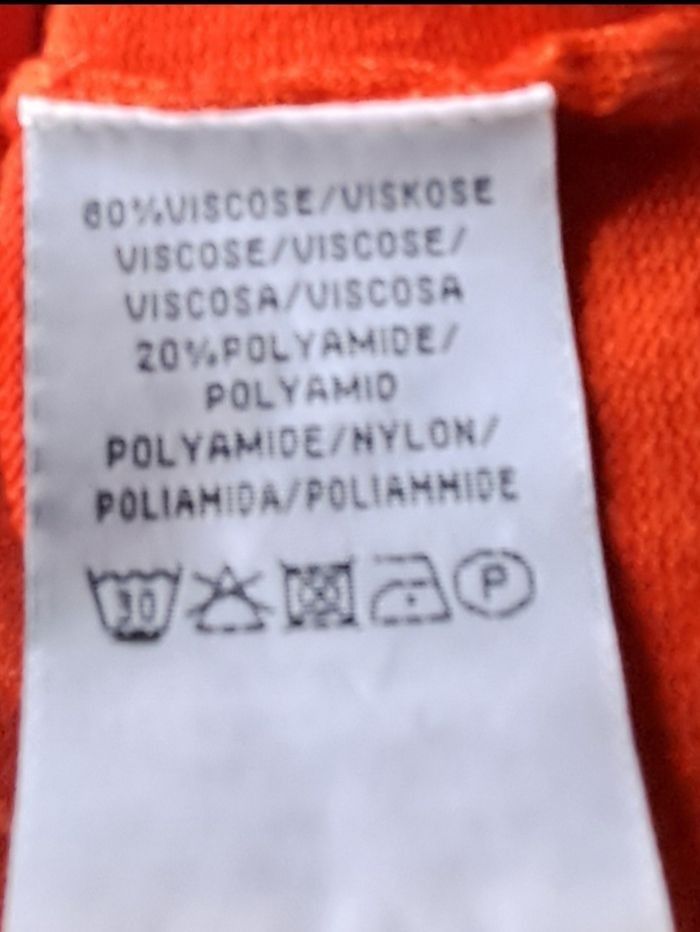 80%VISCOSE/VISKOSE
VISCOSE/VISCOSE/
VISCOSA/VISCOSA
20%POLYAMIDE/
POLYAMID
POLYAMIDE/NYLON/
POLIAMIDA/POLIAMMIDE
30
P